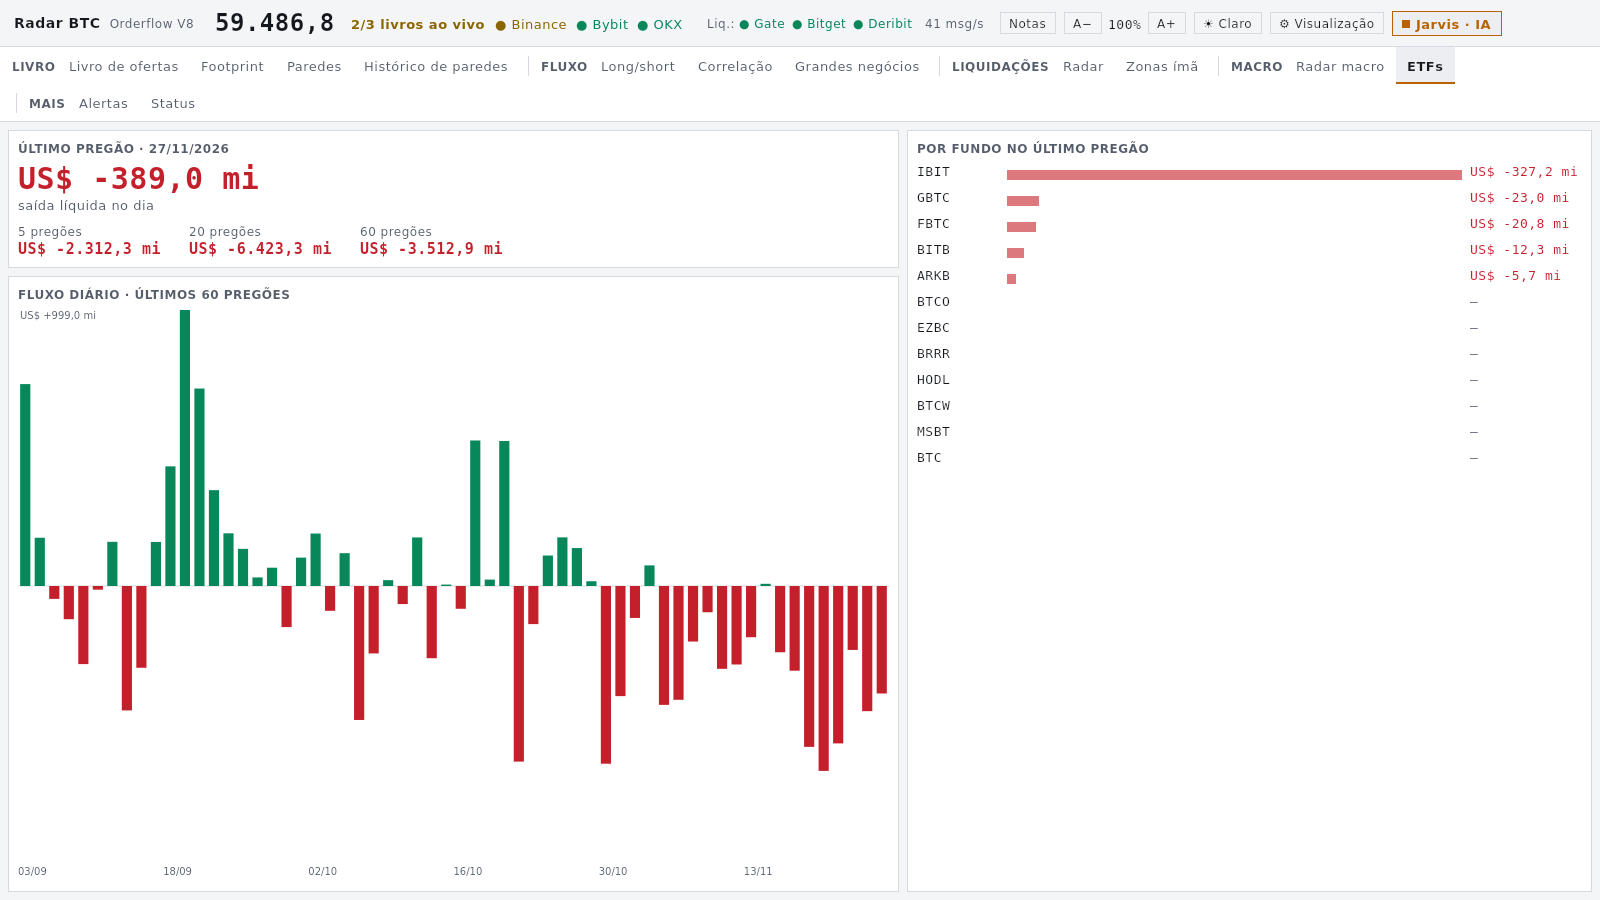 Radar BTC Orderflow V8 59.486,8 2/3 livros ao vivo ● Binance ● Bybit ● OKX Liq.: ● Gate ● Bitget ● Deribit 41 msg/s Notas A− 100% A+ ☀ Claro ⚙ Visualização ■ Jarvis · IA
LIVRO Livro de ofertas Footprint Paredes Histórico de paredes FLUXO Long/short Correlação Grandes negócios LIQUIDAÇÕES Radar Zonas ímã MACRO Radar macro ETFs
MAIS Alertas Status
ÚLTIMO PREGÃO · 27/11/2026
US$ -389,0 mi
saída líquida no dia
5 pregões 20 pregões 60 pregões
US$ -2.312,3 mi US$ -6.423,3 mi US$ -3.512,9 mi
FLUXO DIÁRIO · ÚLTIMOS 60 PREGÕES
US$ +999,0 mi
03/09 18/09 02/10 16/10 30/10 13/11
POR FUNDO NO ÚLTIMO PREGÃO
IBIT US$ -327,2 mi
GBTC US$ -23,0 mi
FBTC US$ -20,8 mi
BITB US$ -12,3 mi
ARKB US$ -5,7 mi
BTCO —
EZBC —
BRRR —
HODL —
BTCW —
MSBT —
BTC —